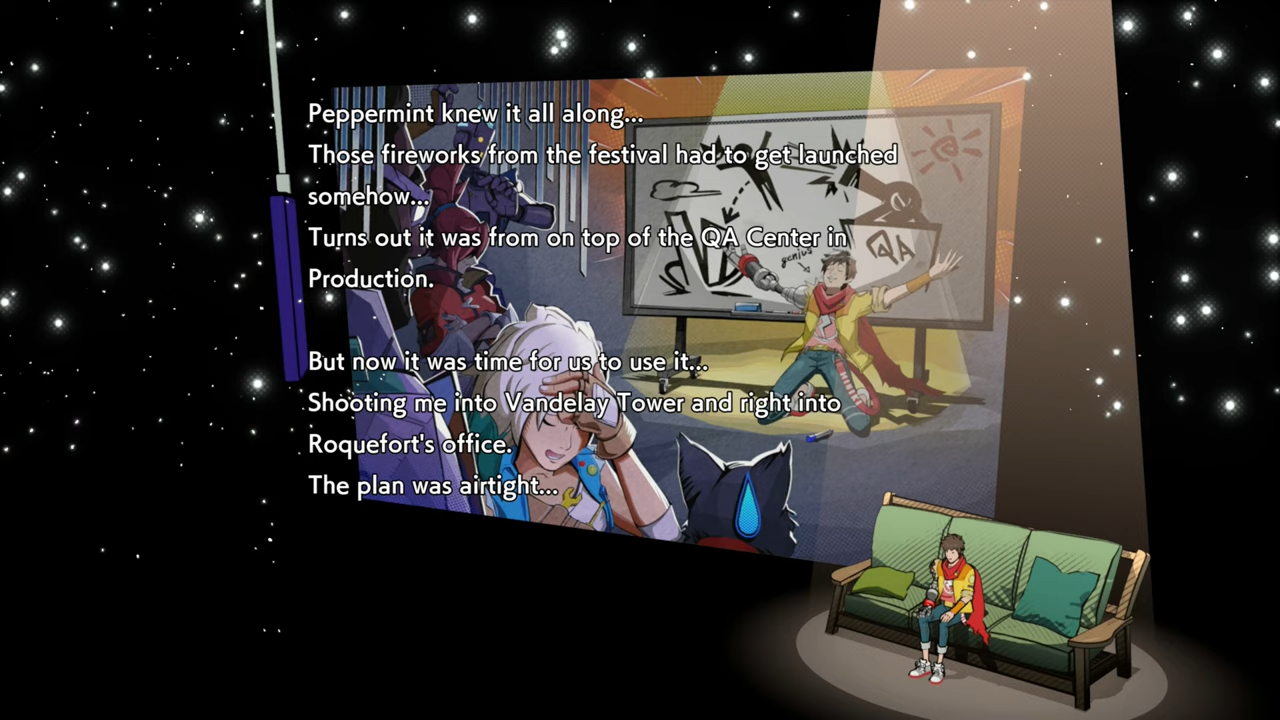 Peppermint knew it all along...
Those fireworks from the festival had to get launched
somehow...
Turns out it was from on top of the QA Center in
Production.
But now it was time for us to use it...
Shooting me into Vandelay Tower and right into
Roquefort's office.
The plan was airtight...
QA
genius